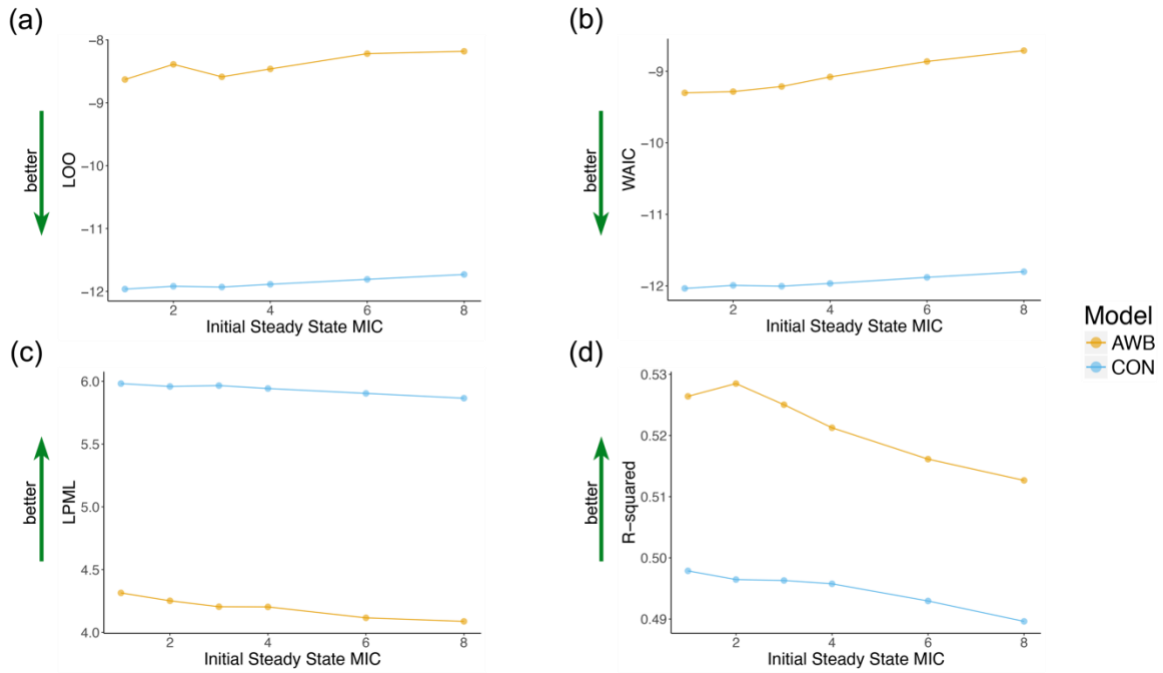 (a)
-8
-9
-10
-11
-12
LOO
better
2
4
6
8
Initial Steady State MIC
(b)
-9
-10
-11
-12
WAIC
better
2
4
6
8
Initial Steady State MIC
(c)
6.0
5.5
5.0
4.5
4.0
LPML
better
2
4
6
8
Initial Steady State MIC
(d)
0.53
0.52
0.51
0.50
0.49
R-squared
better
2
4
6
8
Initial Steady State MIC
Model
AWB
CON